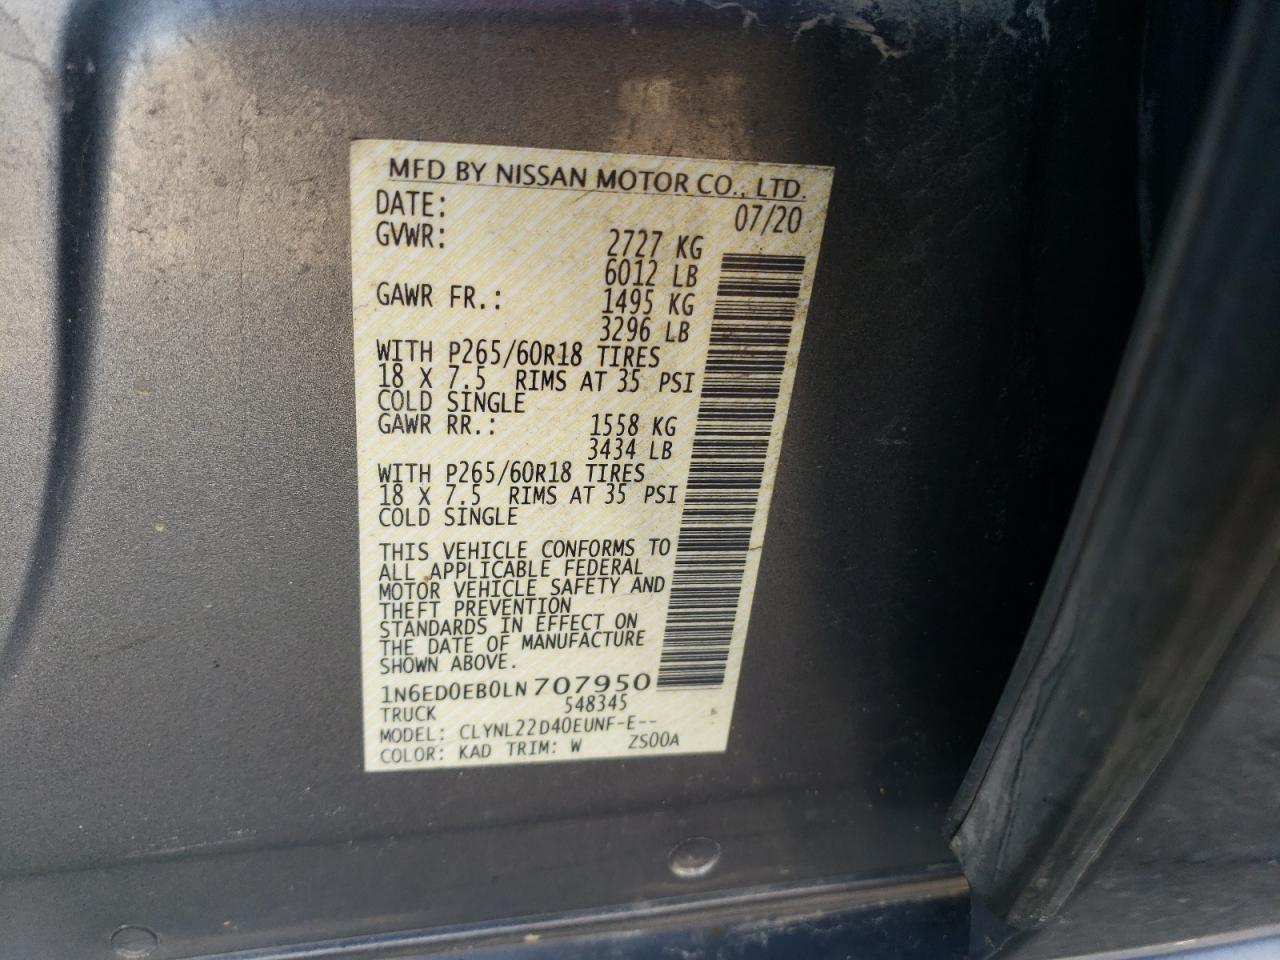 MFD BY NISSAN MOTOR CO., LTD.
DATE: 07/20
GVWR: 2727 KG
6012 LB
GAWR FR.: 1495 KG
3296 LB
WITH P265/60R18 TIRES
18 X 7.5 RIMS AT 35 PSI
COLD SINGLE
GAWR RR.: 1558 KG
3434 LB
WITH P265/60R18 TIRES
18 X 7.5 RIMS AT 35 PSI
COLD SINGLE
THIS VEHICLE CONFORMS TO
ALL APPLICABLE FEDERAL
MOTOR VEHICLE SAFETY AND
THEFT PREVENTION
STANDARDS IN EFFECT ON
THE DATE OF MANUFACTURE
SHOWN ABOVE.
1N6ED0EB0LN707950
TRUCK 548345
MODEL: CLYNL22D40EUNF-E--
COLOR: KAD TRIM: W ZS00A